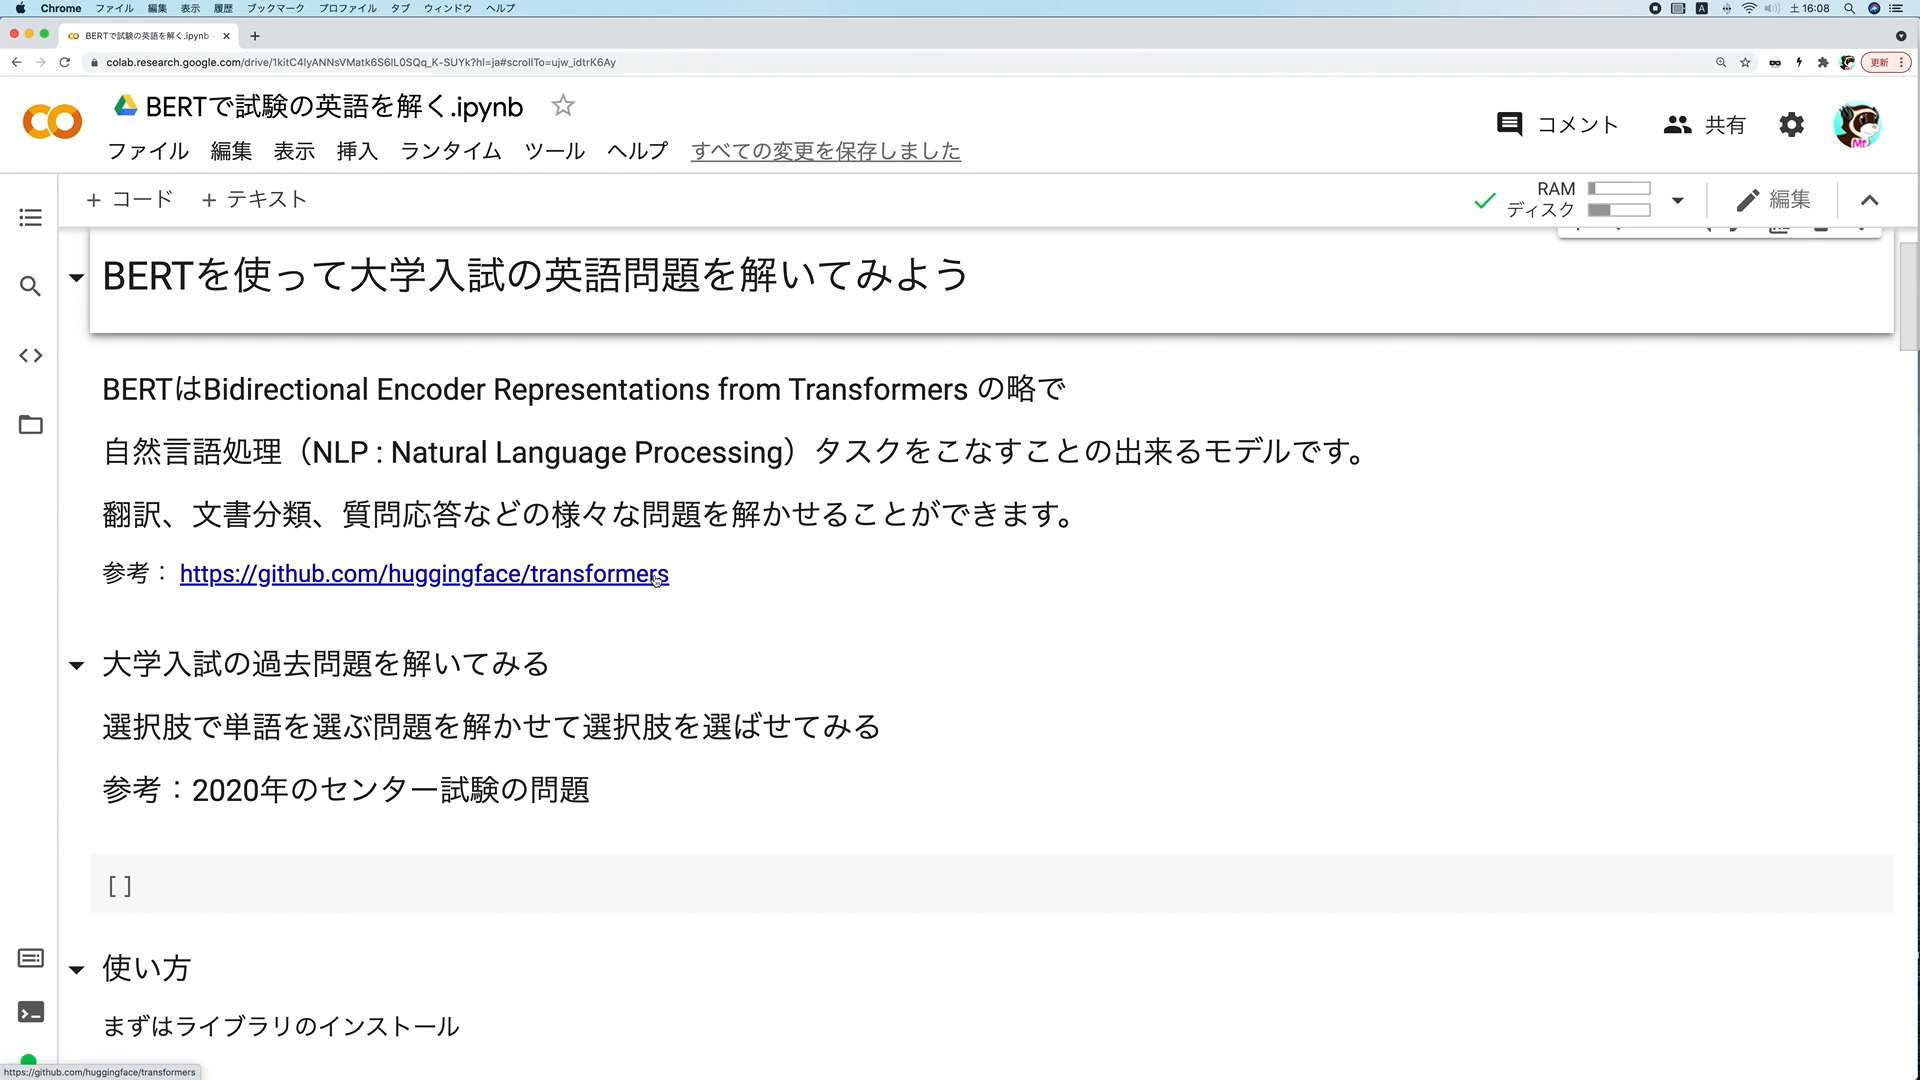 Chrome ファイル 編集 表示 履歴 ブックマーク プロファイル タブ ウィンドウ ヘルプ
土16:08
BERTで試験の英語を解く.ipynb
colab.research.google.com/drive/1kitC4lyANNsVMatk6S6lL0SQq_K-SUYk?hl=ja#scrollTo=ujw_idtrK6Ay
更新
BERTで試験の英語を解く.ipynb
コメント 共有
ファイル 編集 表示 挿入 ランタイム ツール ヘルプ すべての変更を保存しました
+ コード + テキスト
RAM
ディスク
編集
BERTを使って大学入試の英語問題を解いてみよう
BERTはBidirectional Encoder Representations from Transformers の略で
自然言語処理（NLP : Natural Language Processing）タスクをこなすことの出来るモデルです。
翻訳、文書分類、質問応答などの様々な問題を解かせることができます。
参考： https://github.com/huggingface/transformers
大学入試の過去問題を解いてみる
選択肢で単語を選ぶ問題を解かせて選択肢を選ばせてみる
参考：2020年のセンター試験の問題
[ ]
使い方
まずはライブラリのインストール
https://github.com/huggingface/transformers